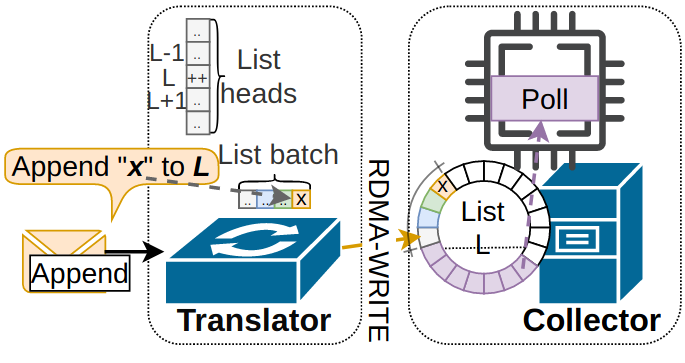 ..
L-1
..
L
++
L+1
..
..
List
heads
Append "x" to L
List batch
..
..
..
x
Append
Translator
RDMA-WRITE
Poll
x
List
L
Collector